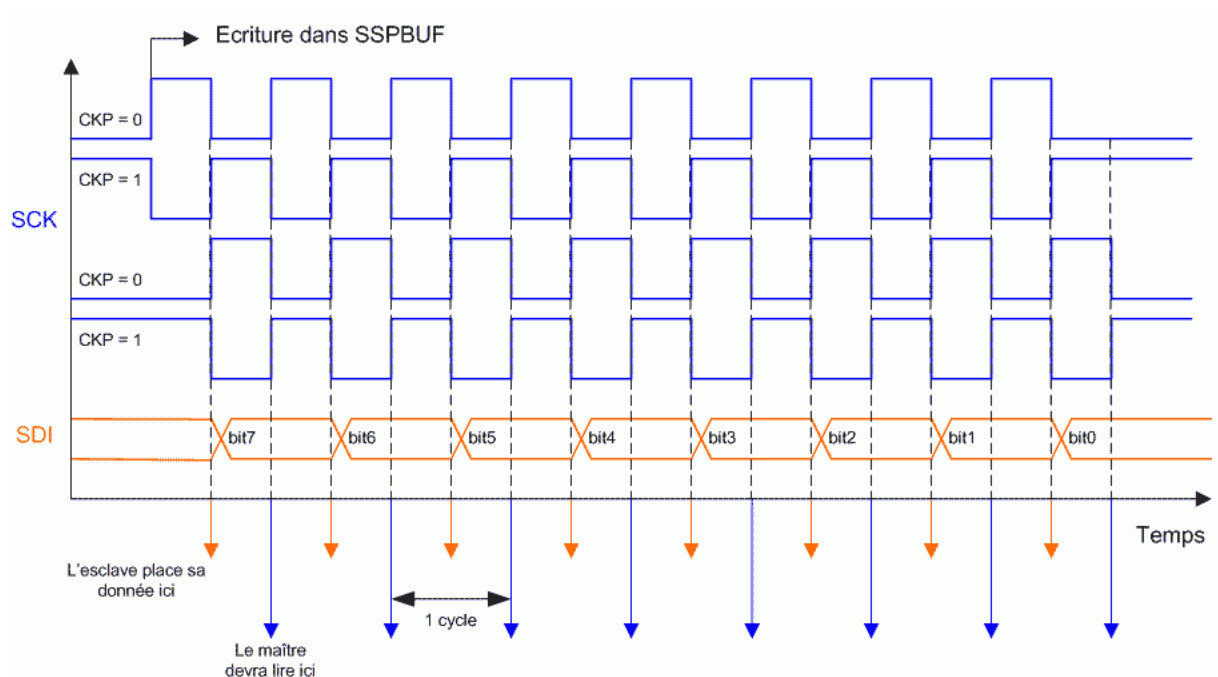 Ecriture dans SSPBUF
CKP = 0
CKP = 1
SCK
CKP = 0
CKP = 1
SDI
bit7
bit6
bit5
bit4
bit3
bit2
bit1
bit0
Temps
L'esclave place sa
donnée ici
1 cycle
Le maître
devra lire ici